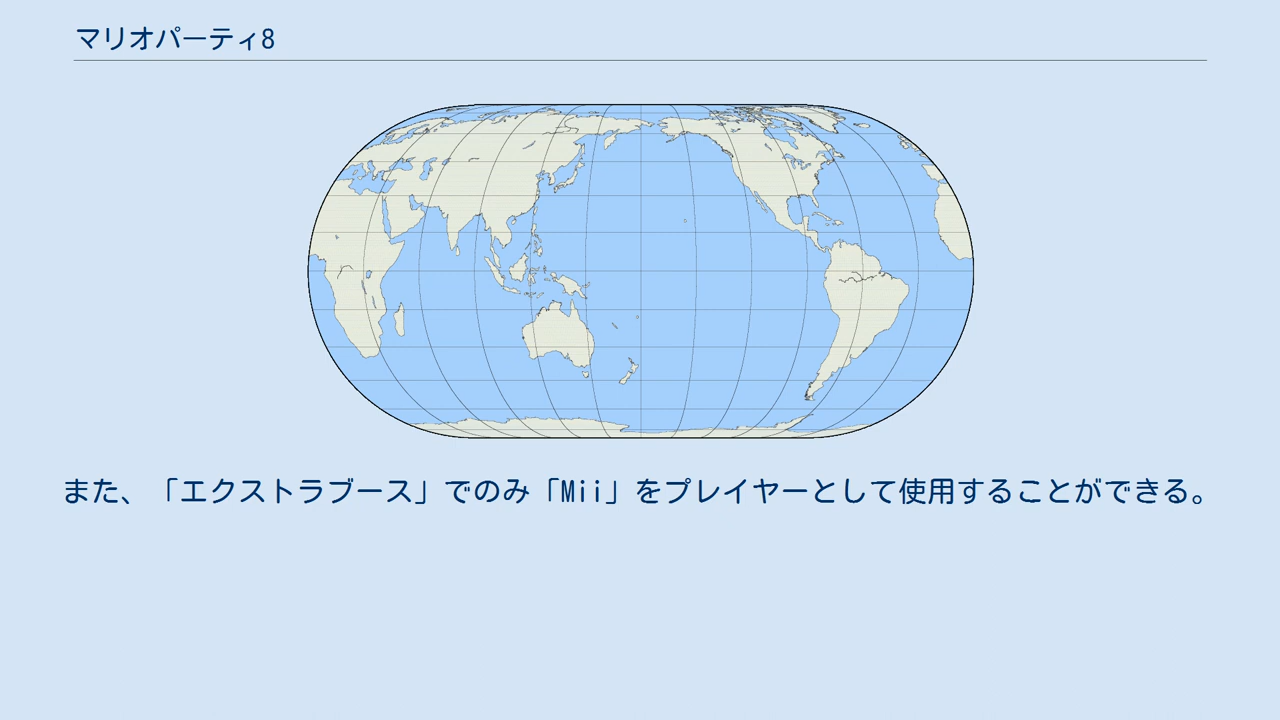 マリオパーティ8
また、「エクストラブース」でのみ「Mii」をプレイヤーとして使用することができる。